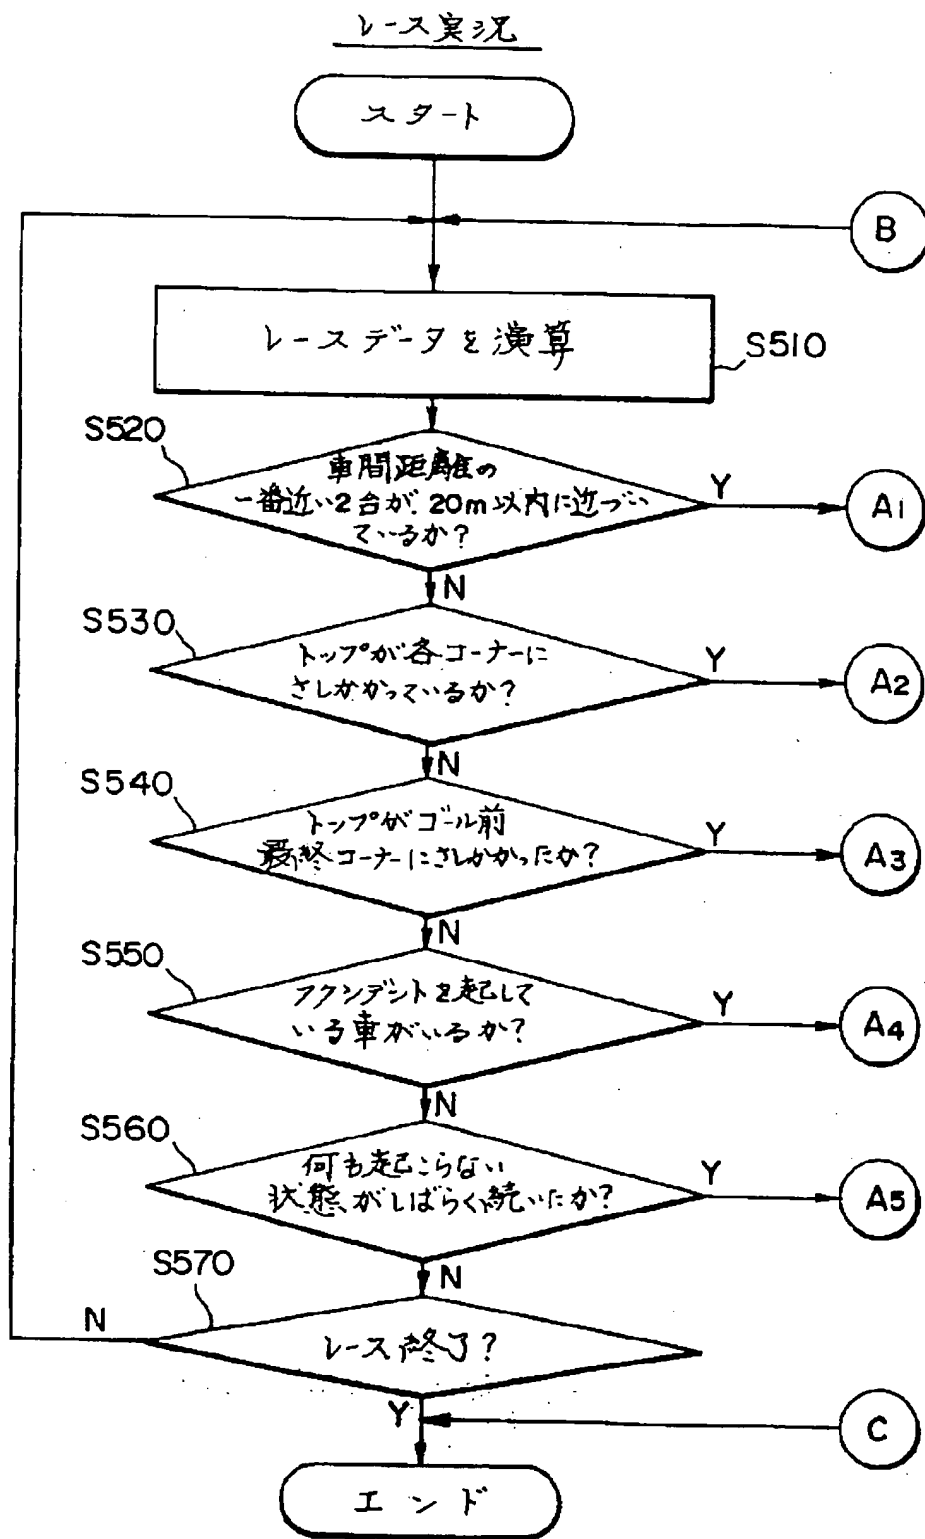 レース実況
スタート
B
レースデータを演算
S510
S520
車間距離の
一番近い2台が、20m以内に近づい
ているか?
Y
A1
N
S530
トップが各コーナーに
さしかかっているか?
Y
A2
N
S540
トップがゴール前
最終コーナーにさしかかったか?
Y
A3
N
S550
アクシデントを起して
いる車がいるか?
Y
A4
N
S560
何も起こらない
状態がしばらく続いたか?
Y
A5
N
S570
N
レース終了?
Y
C
エンド